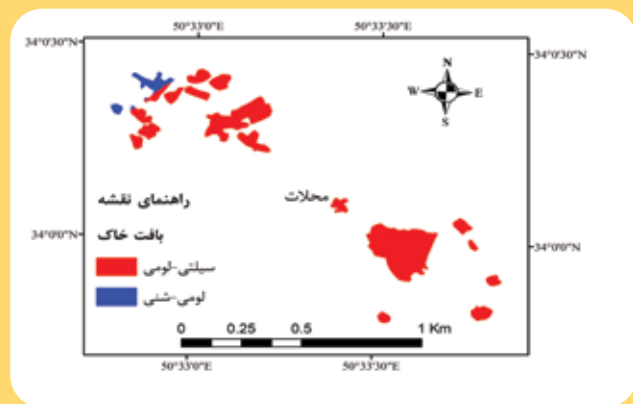 50°33'0"E 50°33'30"E
34°0'30"N 34°0'30"N
N
W E
S
راهنمای نقشه
محلات
بافت خاک
34°0'0"N 34°0'0"N
سیلتی-لومی
لومی-شنی
0 0.25 0.5 1 Km
50°33'0"E 50°33'30"E